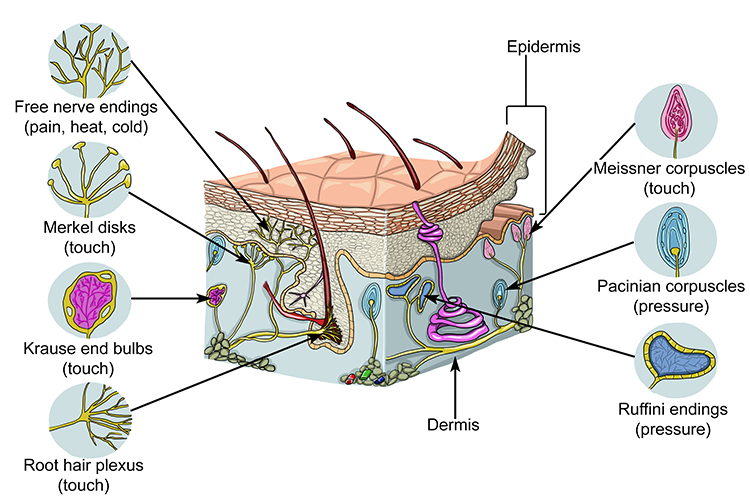 Epidermis
Free nerve endings
(pain, heat, cold)
Merkel disks
(touch)
Krause end bulbs
(touch)
Root hair plexus
(touch)
Meissner corpuscles
(touch)
Pacinian corpuscles
(pressure)
Ruffini endings
(pressure)
Dermis